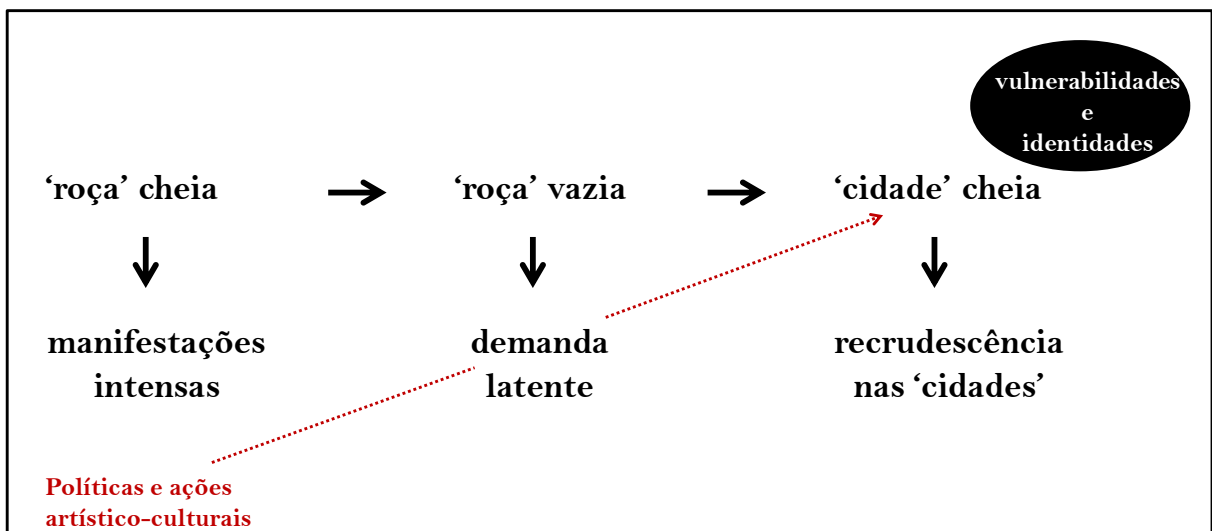 vulnerabilidades
e
identidades
‘roça’ cheia
‘roça’ vazia
‘cidade’ cheia
manifestações
intensas
demanda
latente
recrudescência
nas ‘cidades’
Políticas e ações
artístico-culturais